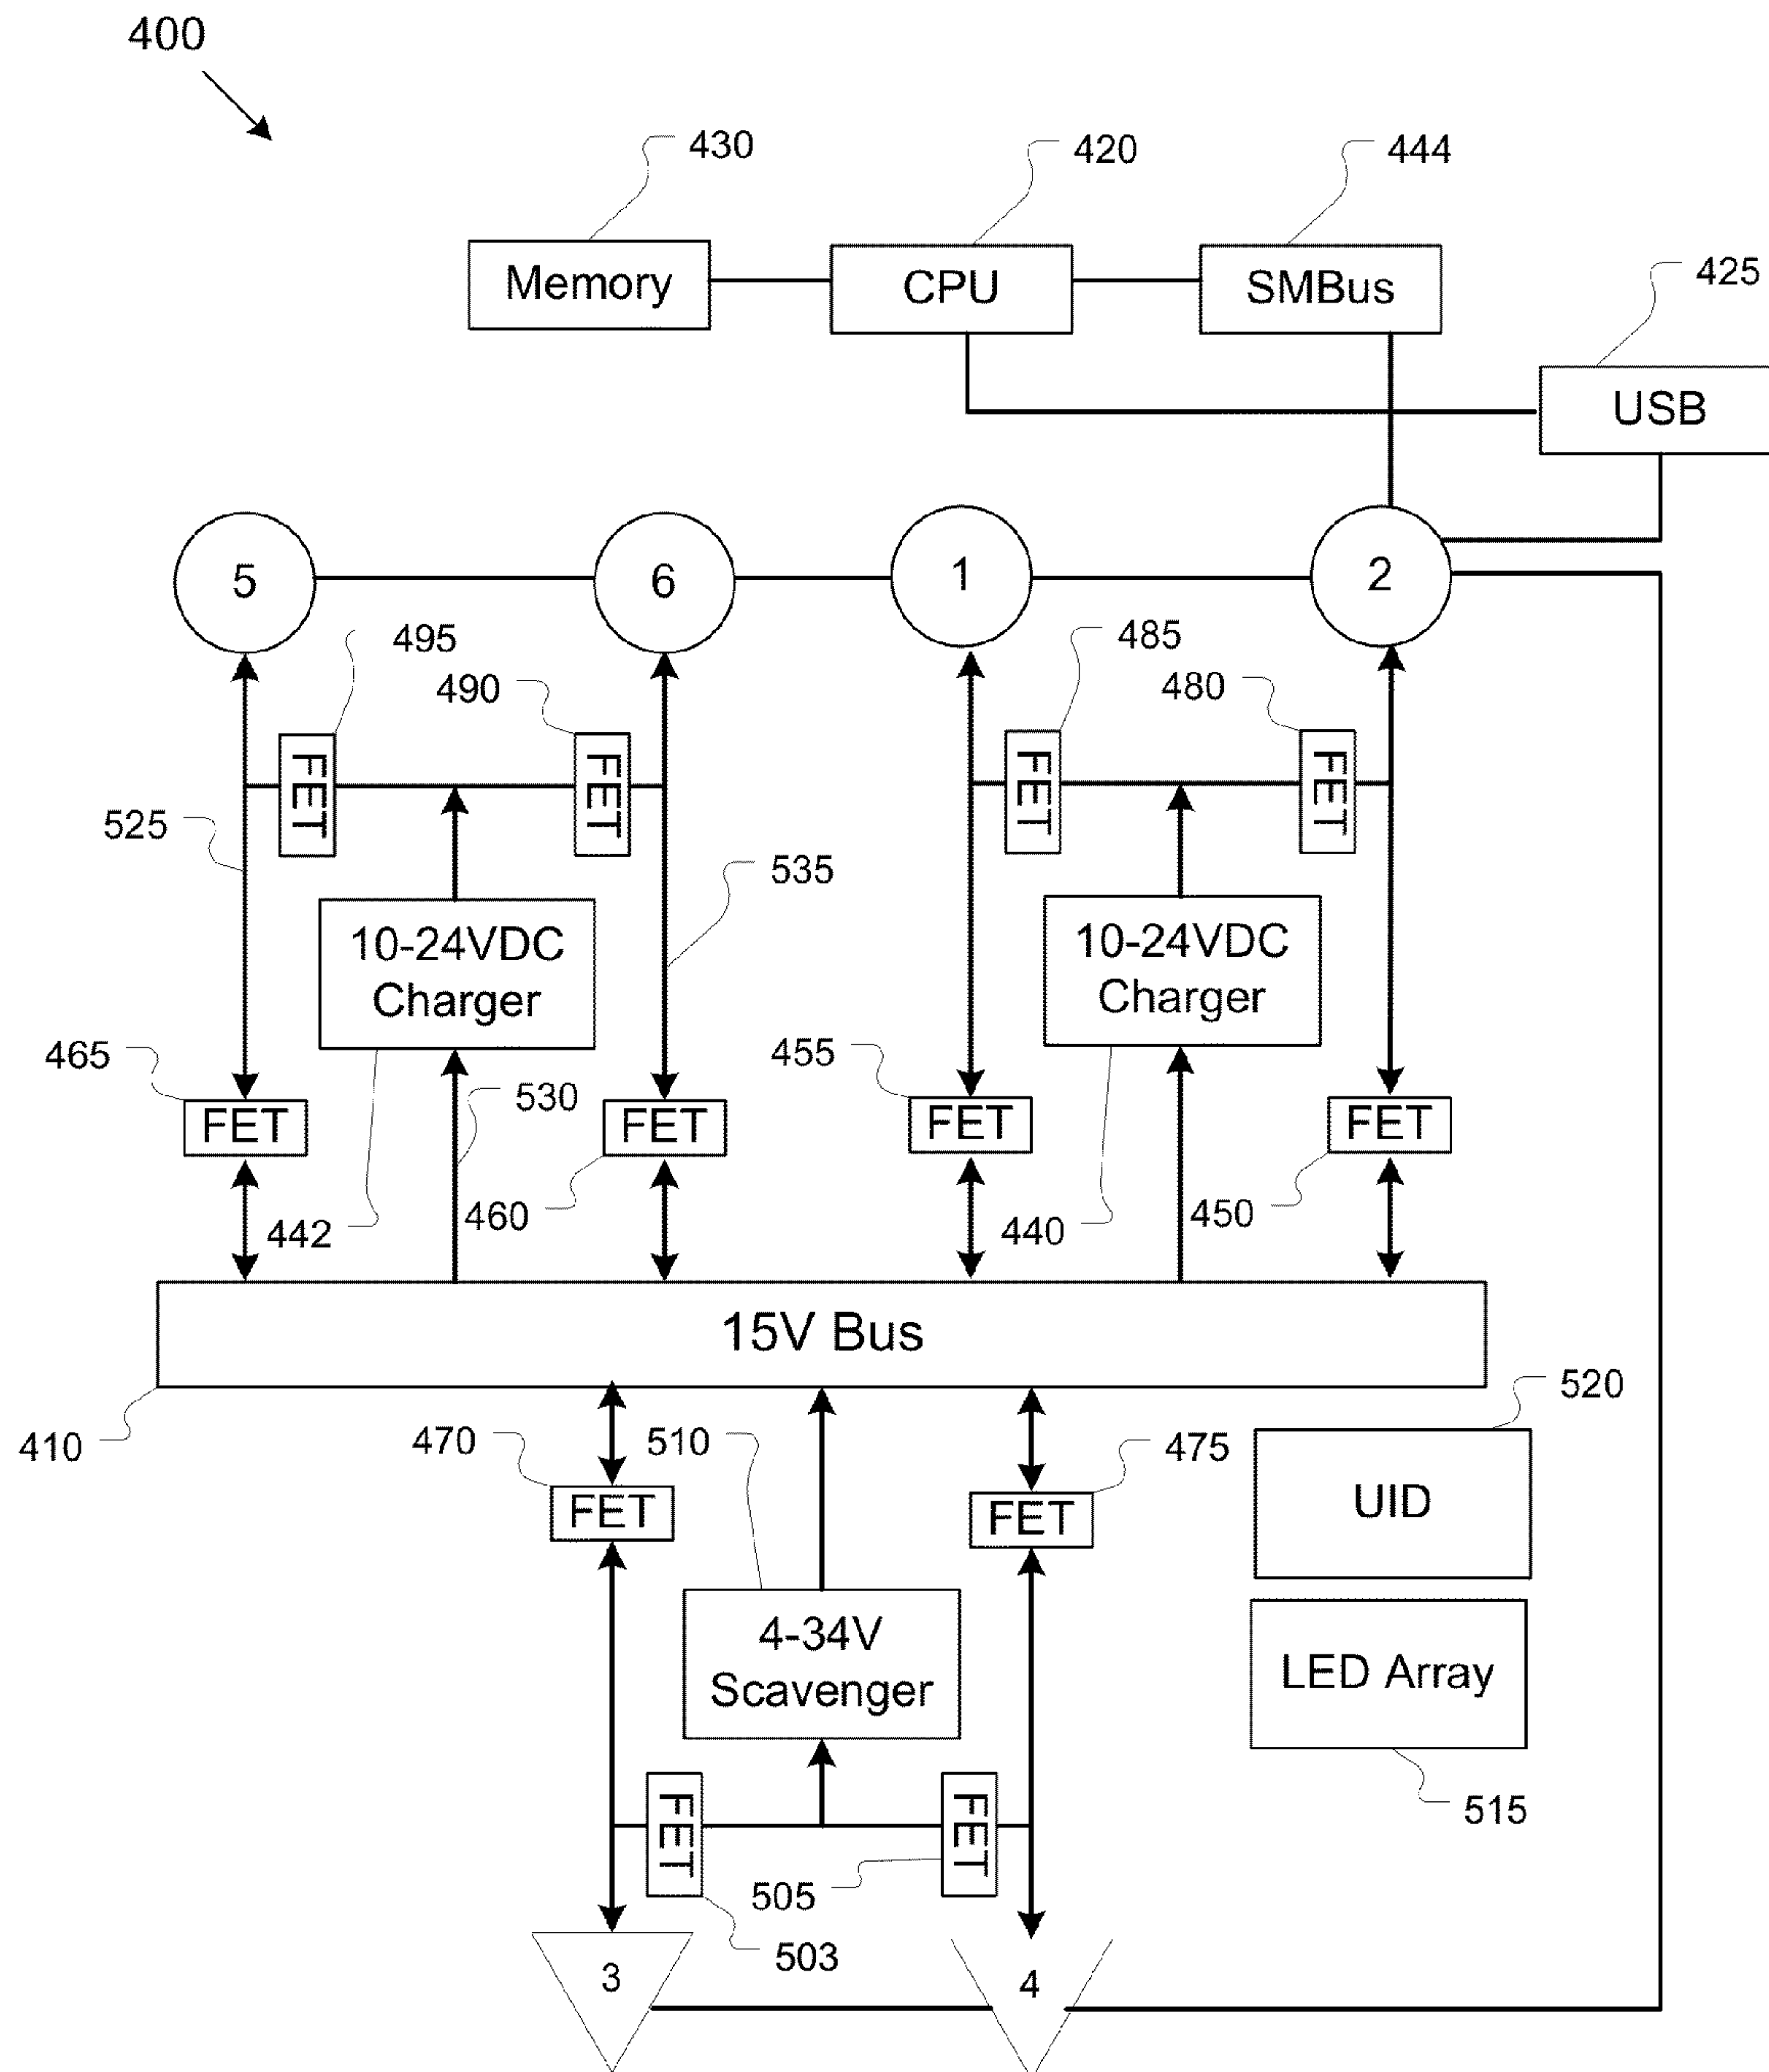 400
430
420
444
425
Memory
CPU
SMBus
USB
5
6
1
2
495
490
485
480
FET
FET
FET
FET
525
535
10-24VDC
Charger
10-24VDC
Charger
465
530
455
FET
FET
FET
FET
442
460
440
450
15V Bus
410
470
510
475
520
FET
FET
UID
4-34V
Scavenger
LED Array
FET
FET
505
515
503
3
4